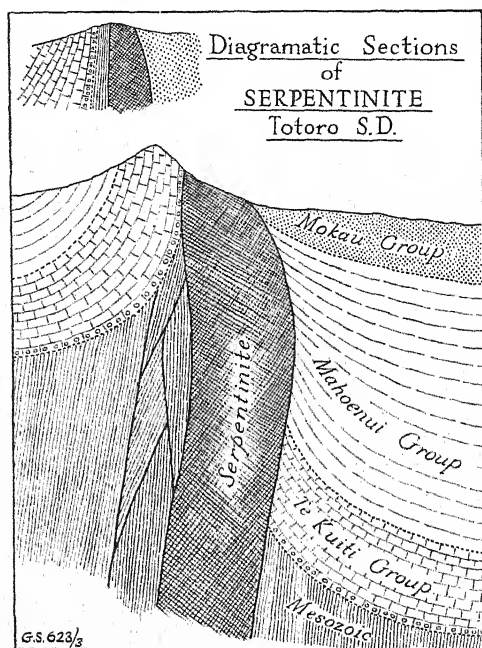 Diagramatic Sections
of
SERPENTINITE
Totoro S.D.
Mokau Group
Serpentinite
Mahoenui Group
Te Kuiti Group
Mesozoic
G.S. 623/3